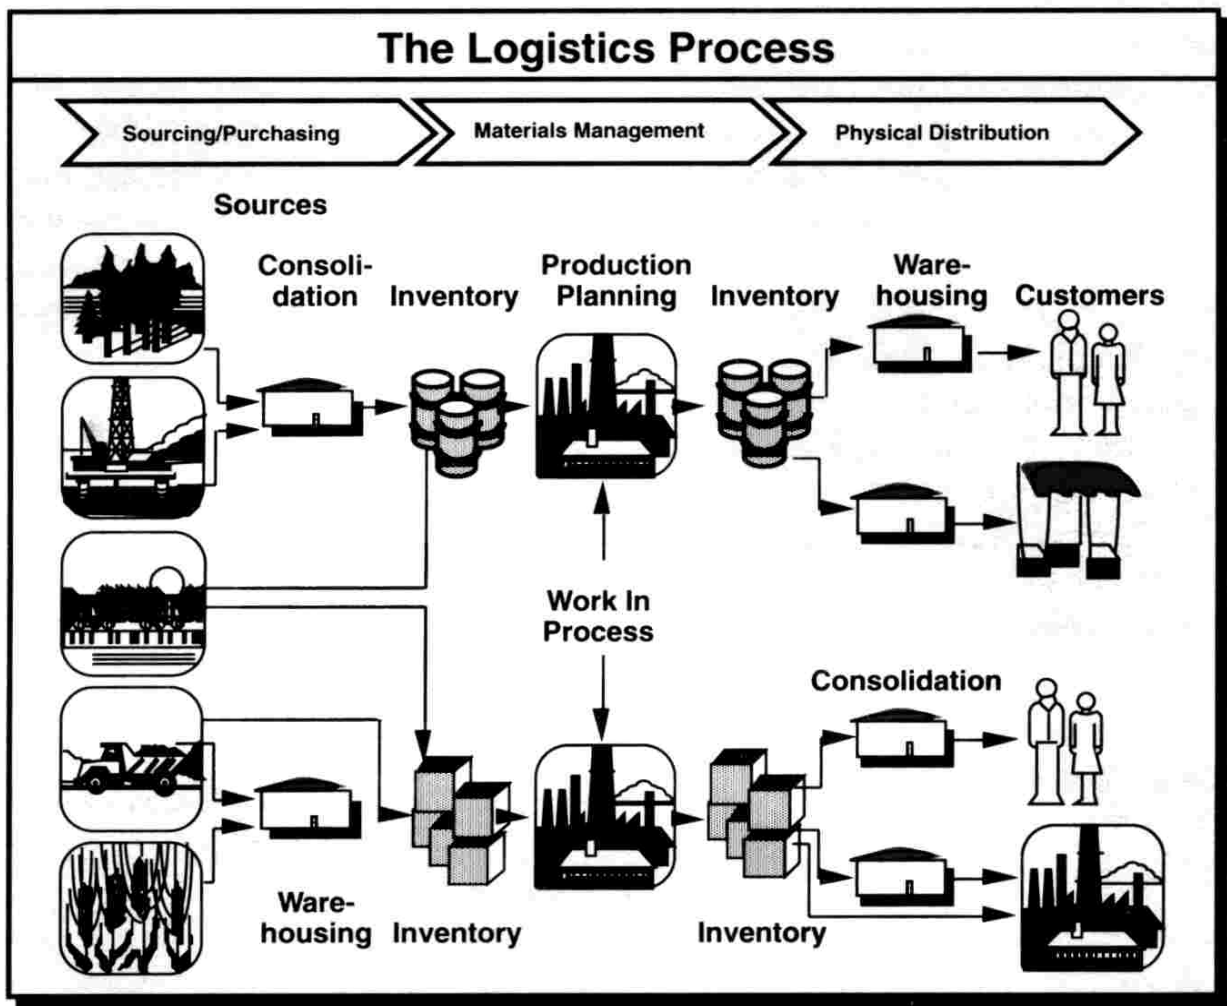 The Logistics Process
Sourcing/Purchasing
Materials Management
Physical Distribution
Sources
Consoli-
dation
Inventory
Production
Planning
Inventory
Ware-
housing
Customers
Work In
Process
Consolidation
Ware-
housing
Inventory
Inventory